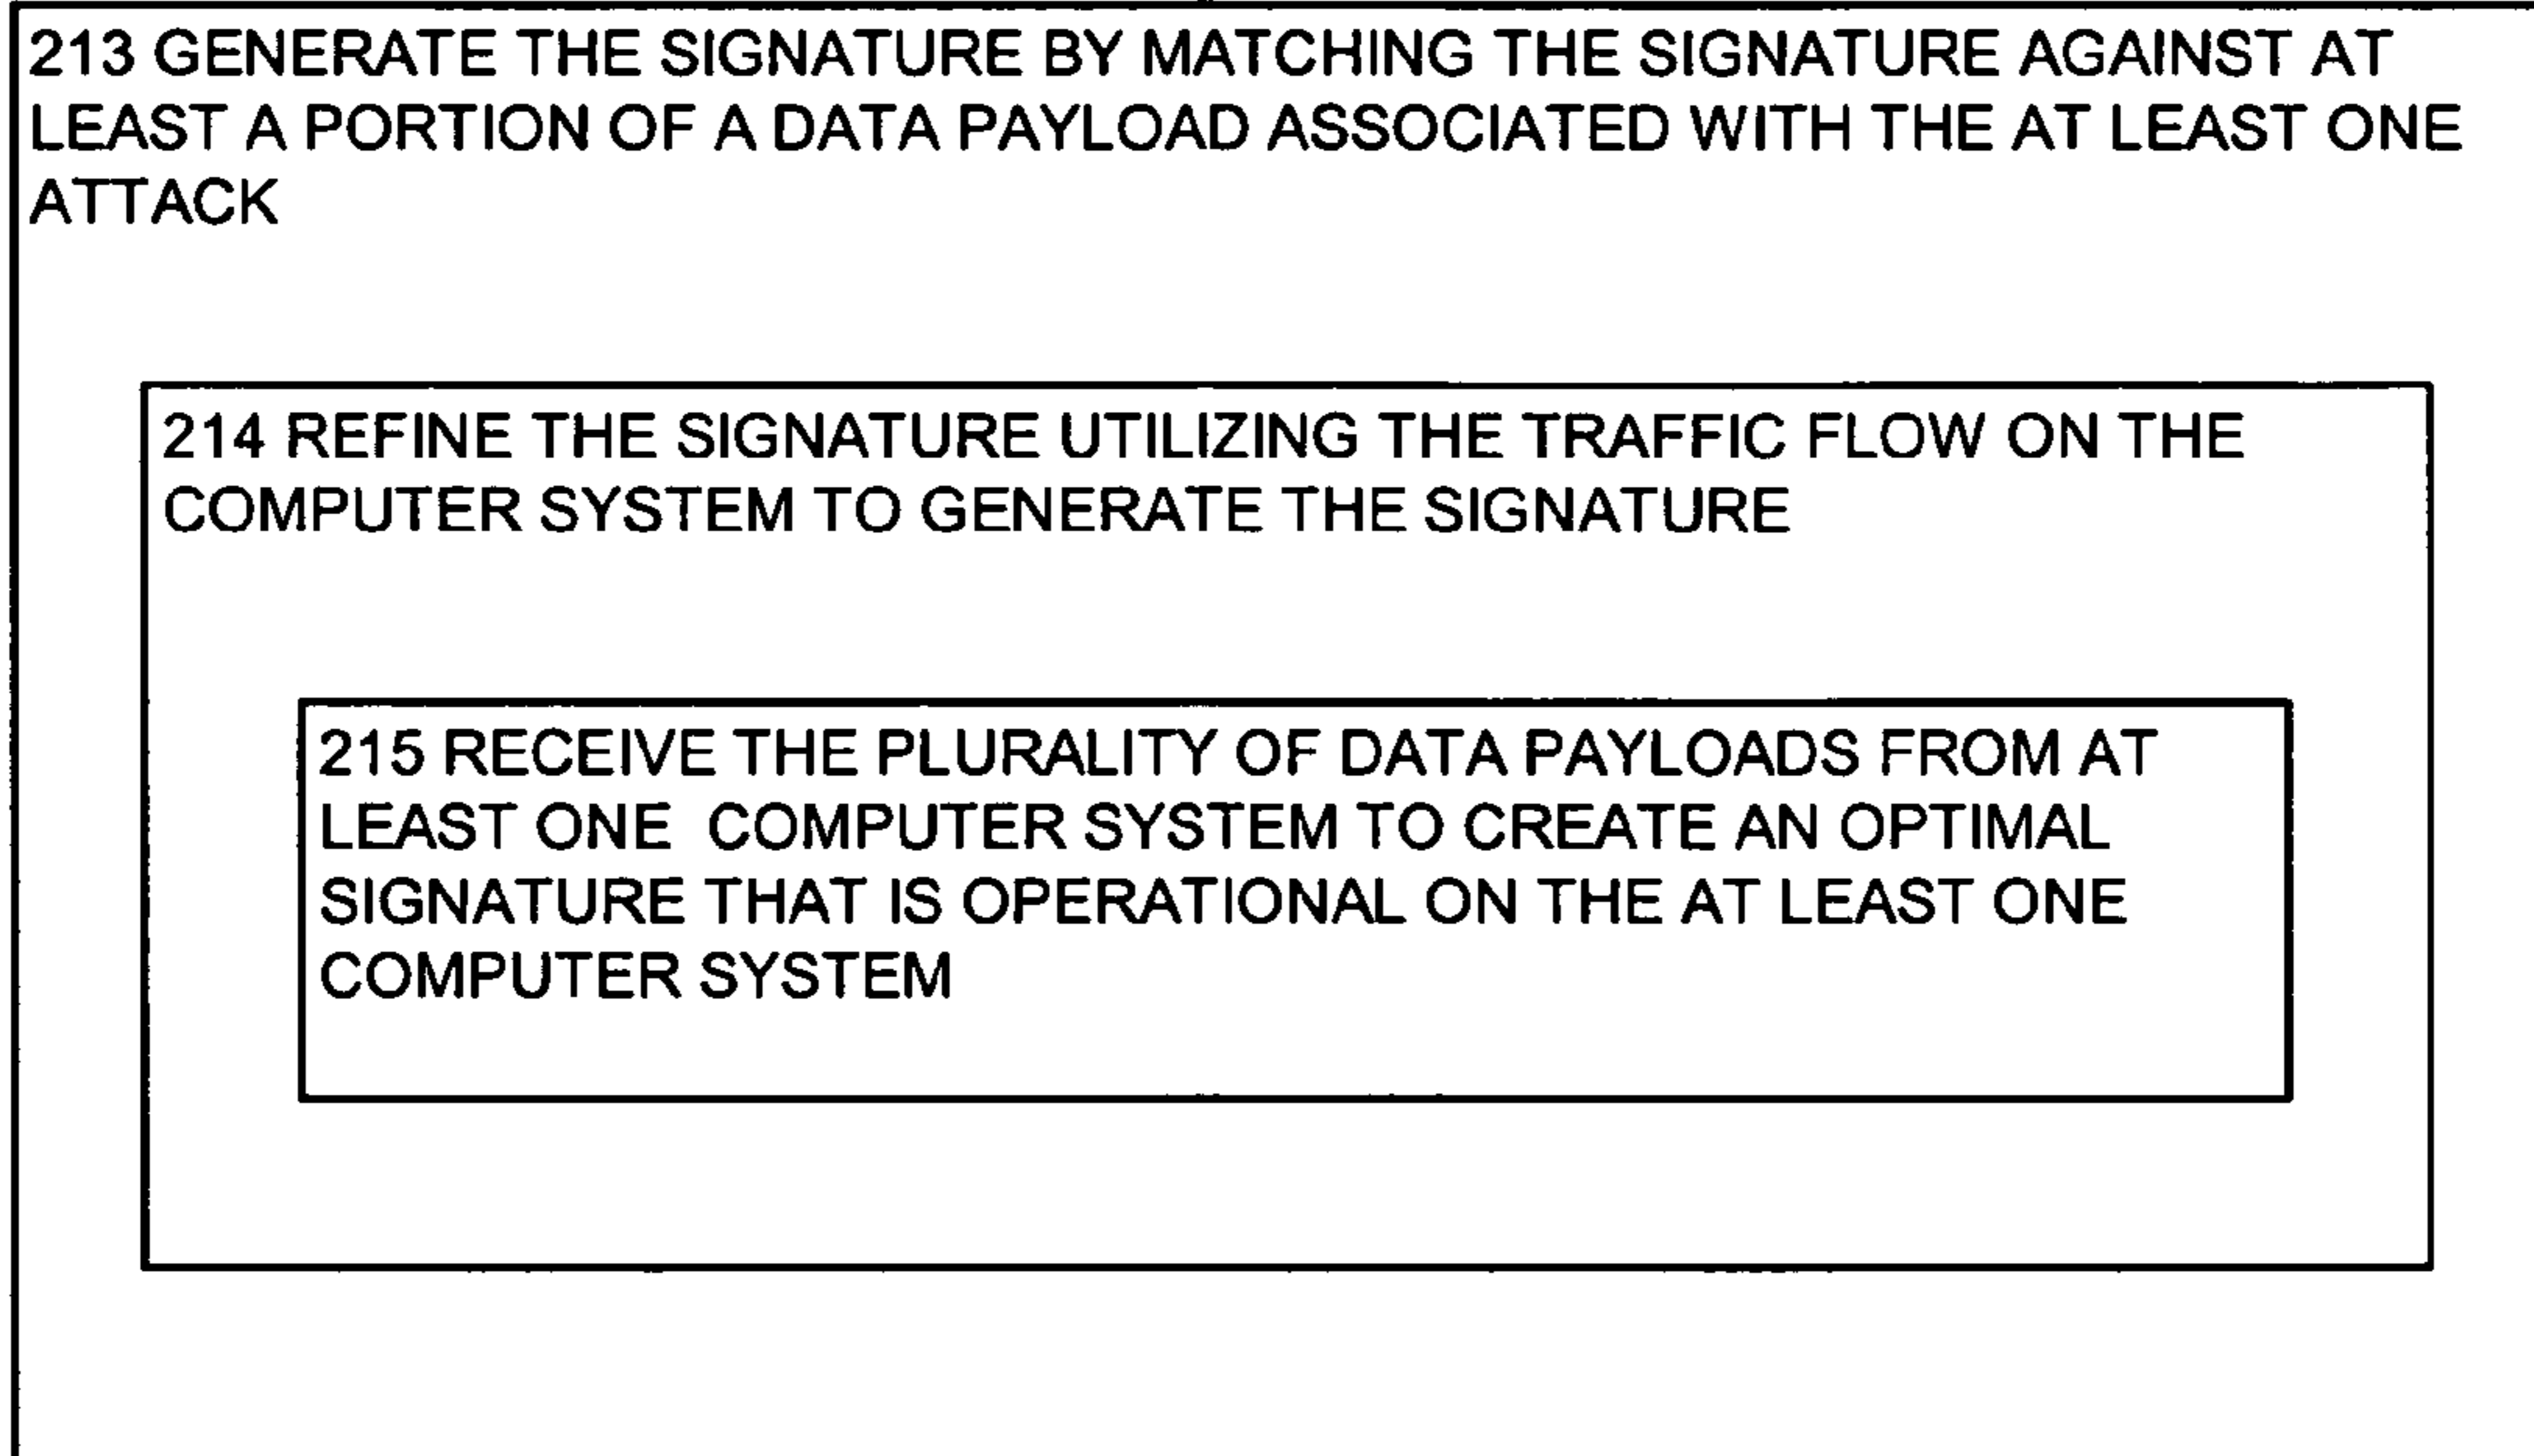 213 GENERATE THE SIGNATURE BY MATCHING THE SIGNATURE AGAINST AT
LEAST A PORTION OF A DATA PAYLOAD ASSOCIATED WITH THE AT LEAST ONE
ATTACK
214 REFINE THE SIGNATURE UTILIZING THE TRAFFIC FLOW ON THE
COMPUTER SYSTEM TO GENERATE THE SIGNATURE
215 RECEIVE THE PLURALITY OF DATA PAYLOADS FROM AT
LEAST ONE COMPUTER SYSTEM TO CREATE AN OPTIMAL
SIGNATURE THAT IS OPERATIONAL ON THE AT LEAST ONE
COMPUTER SYSTEM